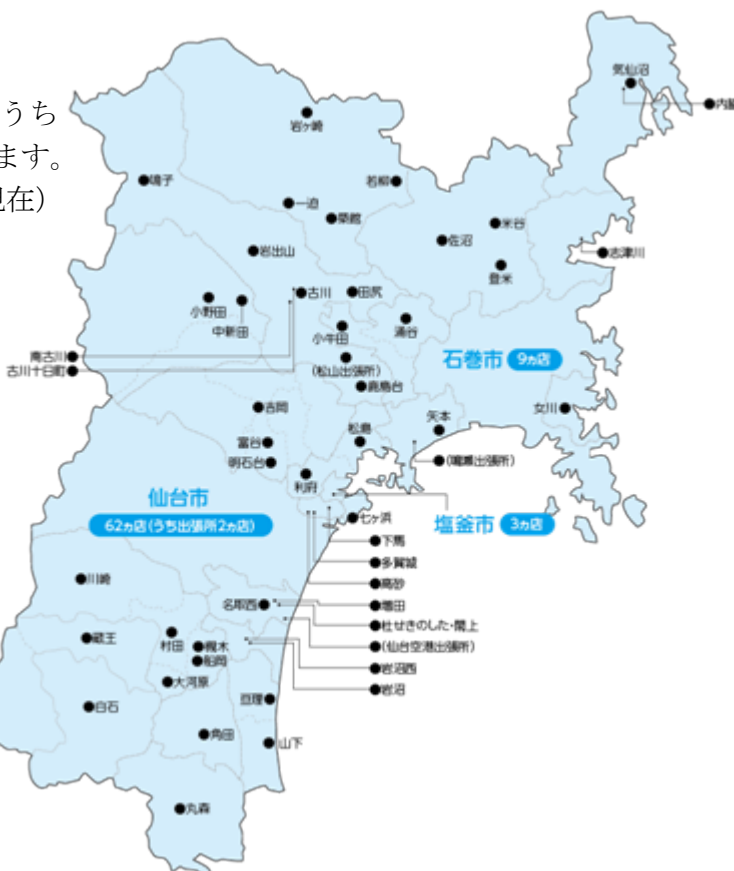 うち
ます。
現在）
気仙沼
岩ヶ崎
鳴子
若柳
一迫
築館
米谷
佐沼
岩出山
志津川
登米
古川
田尻
小野田
中新田
涌谷
小牛田
南古川
古川十日町
(松山出張所)
石巻市 9ヵ店
鹿島台
吉岡
女川
矢本
松島
富谷
明石台
(鳴瀬出張所)
利府
仙台市
62ヵ店(うち出張所2ヵ店)
七ヶ浜
塩釜市 3ヵ店
下馬
多賀城
高砂
川崎
名取西
増田
杜せきのした・閖上
村田
蔵王
槻木
(仙台空港出張所)
船岡
岩沼西
大河原
岩沼
亘理
白石
角田
山下
丸森